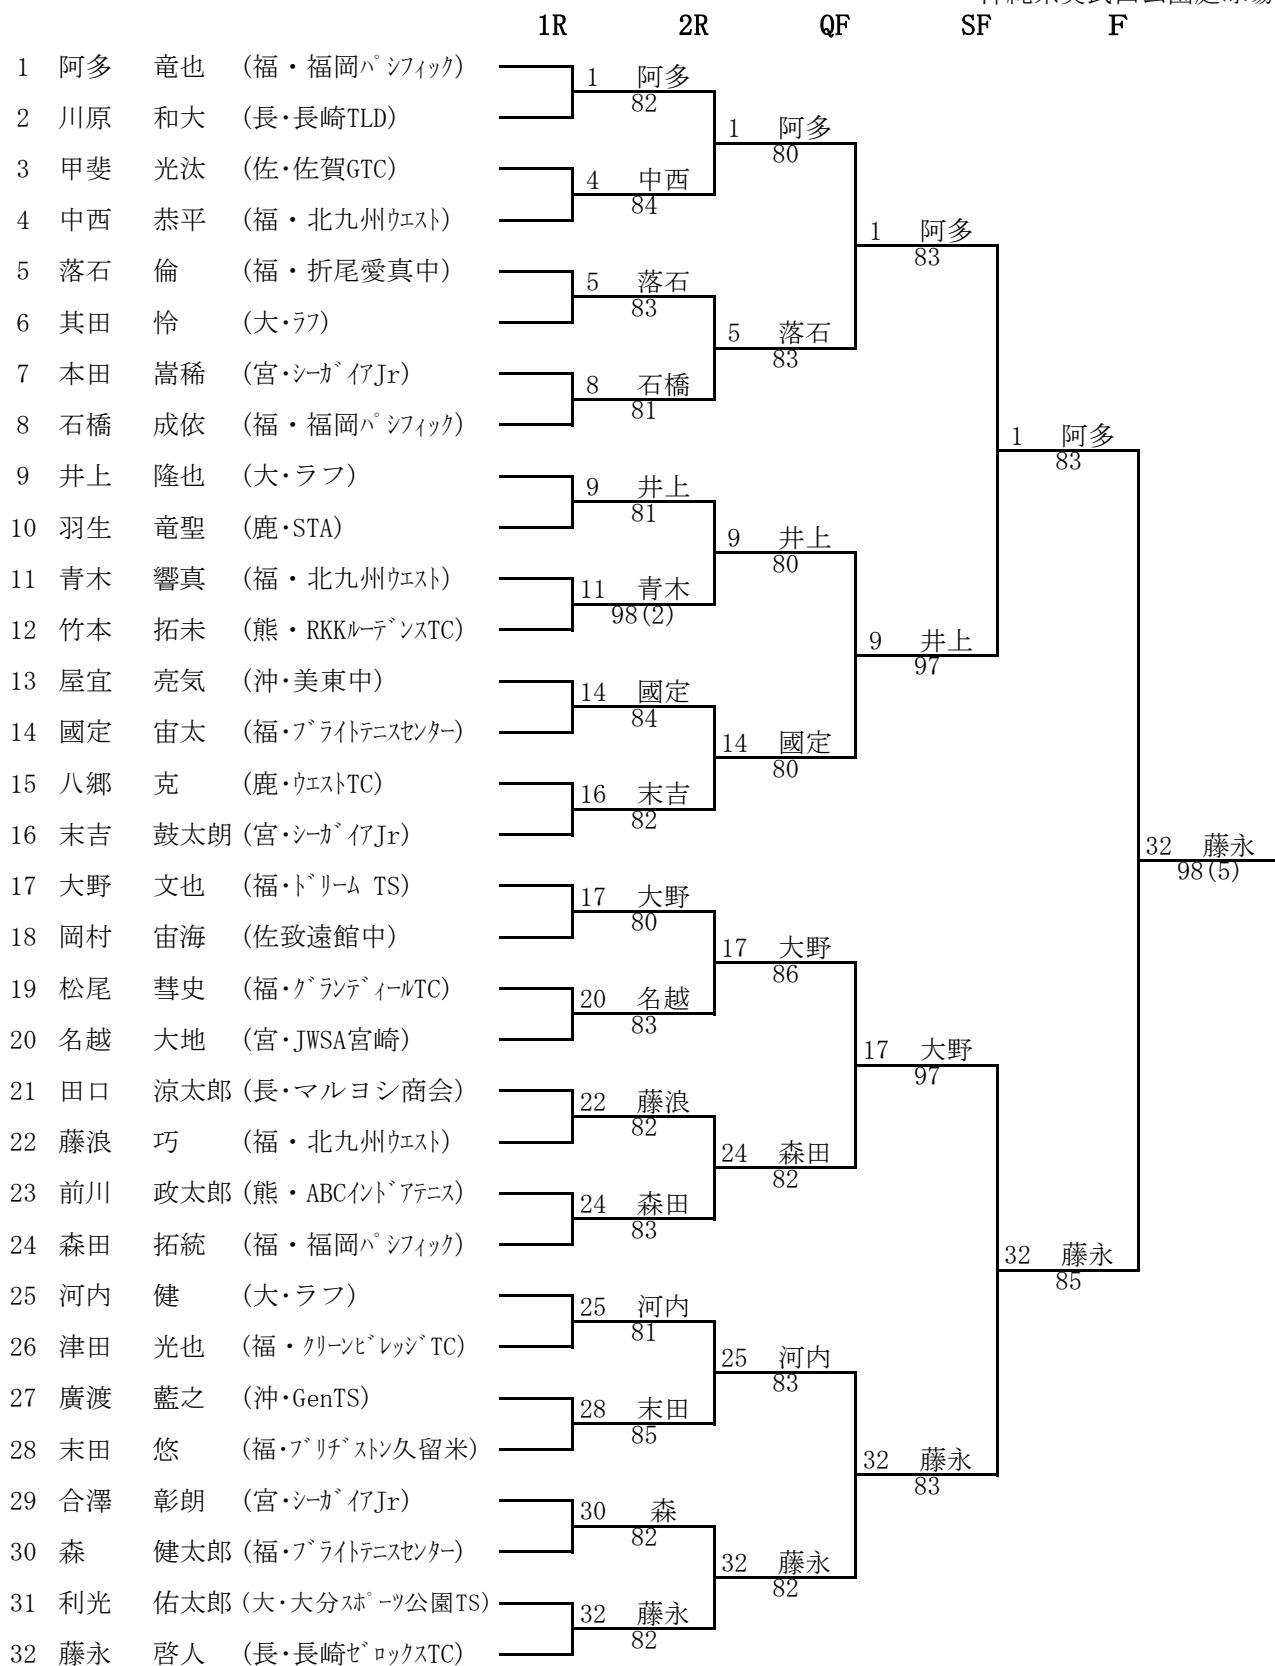 1R 2R QF SF F
1 阿多 竜也 (福・福岡パシフィック)
2 川原 和大 (長・長崎TLD)
3 甲斐 光汰 (佐・佐賀GTC)
4 中西 恭平 (福・北九州ウエスト)
5 落石 倫 (福・折尾愛真中)
6 其田 怜 (大・ラフ)
7 本田 嵩稀 (宮・シーガイアJr)
8 石橋 成依 (福・福岡パシフィック)
9 井上 隆也 (大・ラフ)
10 羽生 竜聖 (鹿・STA)
11 青木 響真 (福・北九州ウエスト)
12 竹本 拓未 (熊・RKKルーデンスTC)
13 屋宜 亮気 (沖・美東中)
14 國定 宙太 (福・ブライトテニスセンター)
15 八郷 克 (鹿・ウエストTC)
16 末吉 鼓太朗 (宮・シーガイアJr)
17 大野 文也 (福・ドリーム TS)
18 岡村 宙海 (佐致遠館中)
19 松尾 彗史 (福・グランディールTC)
20 名越 大地 (宮・JWSA宮崎)
21 田口 涼太郎 (長・マルヨシ商会)
22 藤浪 巧 (福・北九州ウエスト)
23 前川 政太郎 (熊・ABCインドアテニス)
24 森田 拓統 (福・福岡パシフィック)
25 河内 健 (大・ラフ)
26 津田 光也 (福・クリーンビレッジTC)
27 廣渡 藍之 (沖・GenTS)
28 末田 悠 (福・ブリヂストン久留米)
29 合澤 彰朗 (宮・シーガイアJr)
30 森 健太郎 (福・ブライトテニスセンター)
31 利光 佑太郎 (大・大分スポーツ公園TS)
32 藤永 啓人 (長・長崎ゼロックスTC)
1 阿多
82
4 中西
84
5 落石
83
8 石橋
81
9 井上
81
11 青木
98(2)
14 國定
84
16 末吉
82
17 大野
80
20 名越
83
22 藤浪
82
24 森田
83
25 河内
81
28 末田
85
30 森
82
32 藤永
82
1 阿多
80
5 落石
83
9 井上
80
14 國定
80
17 大野
86
24 森田
82
25 河内
83
32 藤永
82
1 阿多
83
9 井上
97
17 大野
97
32 藤永
83
1 阿多
83
32 藤永
85
32 藤永
98(5)